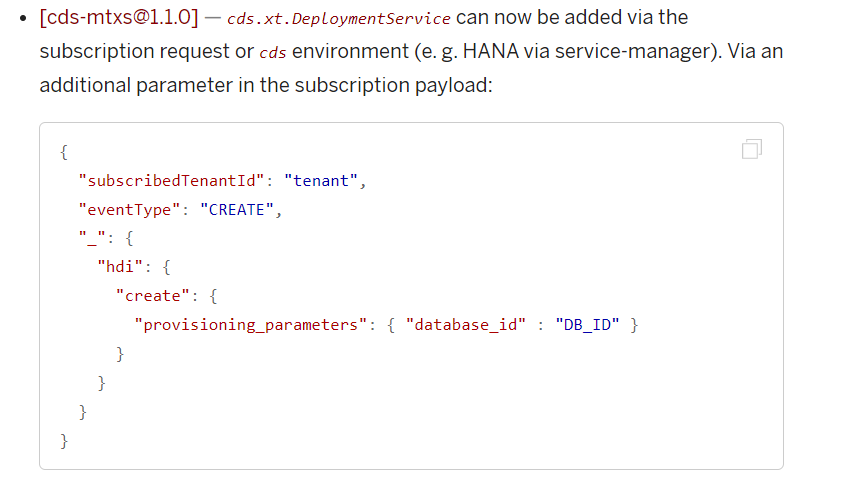 • [cds-mtxs@1.1.0] — cds.xt.DeploymentService can now be added via the
subscription request or cds environment (e. g. HANA via service-manager). Via an
additional parameter in the subscription payload:
{
  "subscribedTenantId": "tenant",
  "eventType": "CREATE",
  "_": {
    "hdi": {
      "create": {
        "provisioning_parameters": { "database_id" : "DB_ID" }
      }
    }
  }
}